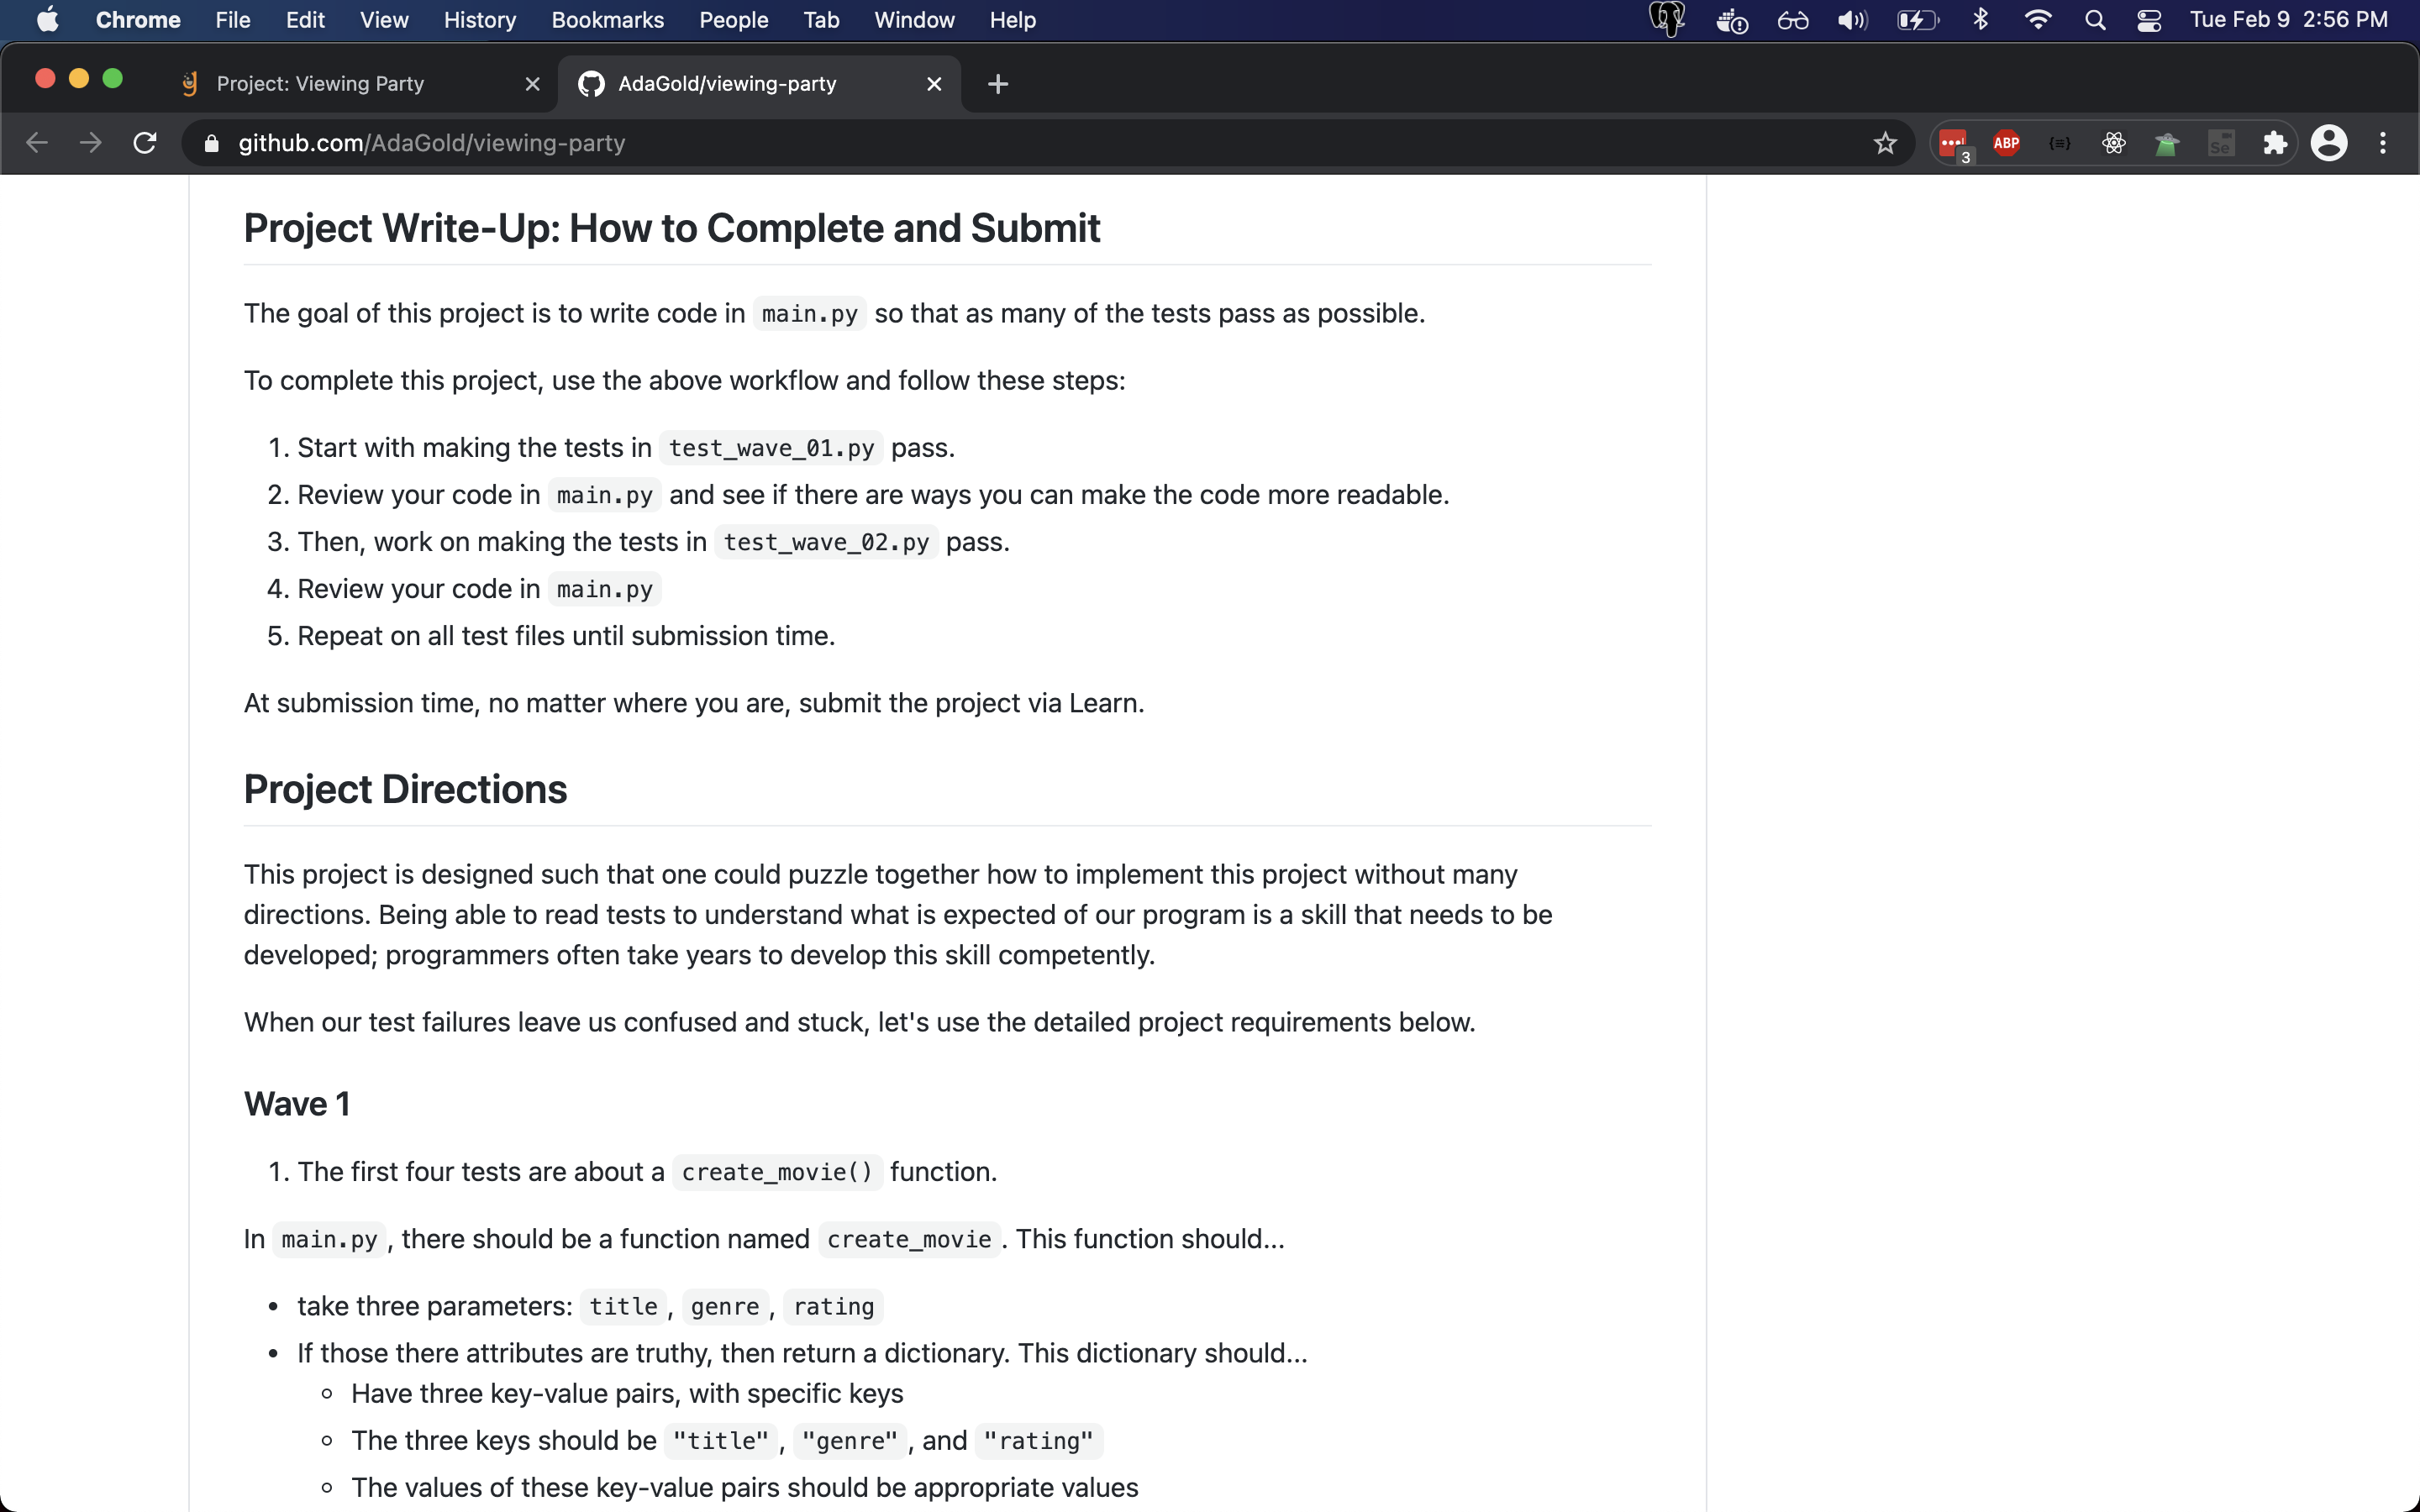 Chrome File Edit View History Bookmarks People Tab Window Help Tue Feb 9 2:56 PM
Project: Viewing Party AdaGold/viewing-party
github.com/AdaGold/viewing-party 3 ABP {≡} Se
Project Write-Up: How to Complete and Submit
The goal of this project is to write code in main.py so that as many of the tests pass as possible.
To complete this project, use the above workflow and follow these steps:
1. Start with making the tests in test_wave_01.py pass.
2. Review your code in main.py and see if there are ways you can make the code more readable.
3. Then, work on making the tests in test_wave_02.py pass.
4. Review your code in main.py
5. Repeat on all test files until submission time.
At submission time, no matter where you are, submit the project via Learn.
Project Directions
This project is designed such that one could puzzle together how to implement this project without many
directions. Being able to read tests to understand what is expected of our program is a skill that needs to be
developed; programmers often take years to develop this skill competently.
When our test failures leave us confused and stuck, let's use the detailed project requirements below.
Wave 1
1. The first four tests are about a create_movie() function.
In main.py , there should be a function named create_movie . This function should...
• take three parameters: title , genre , rating
• If those there attributes are truthy, then return a dictionary. This dictionary should...
◦ Have three key-value pairs, with specific keys
◦ The three keys should be "title" , "genre" , and "rating"
◦ The values of these key-value pairs should be appropriate values